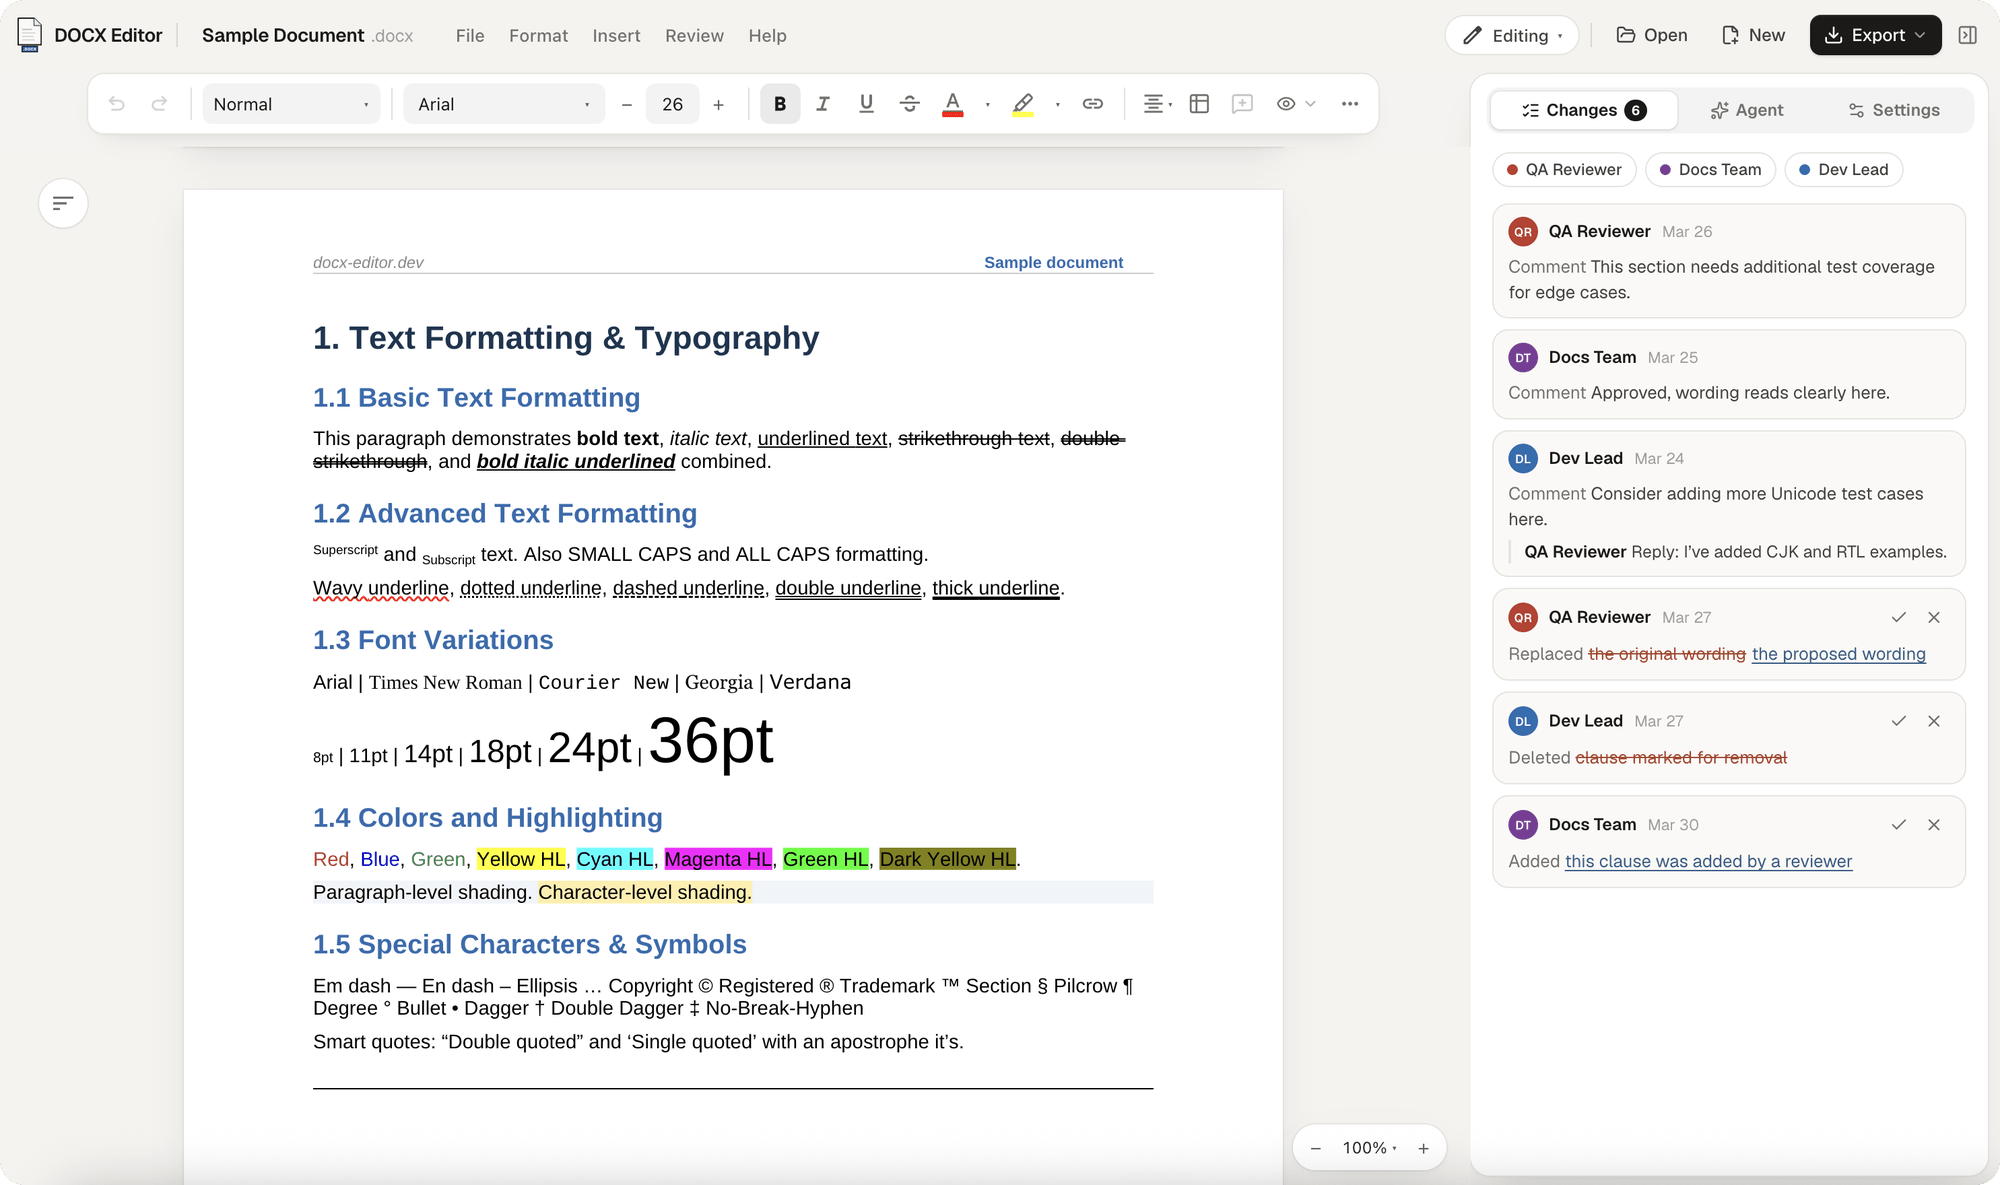 DOCX Editor
Sample Document .docx
File Format Insert Review Help
Editing
Open
New
Export
Normal
Arial
− 26 +
B I U S A
Changes 6
Agent
Settings
QA Reviewer
Docs Team
Dev Lead
docx-editor.dev
Sample document
1. Text Formatting & Typography
1.1 Basic Text Formatting
This paragraph demonstrates bold text, italic text, underlined text, strikethrough text, double
strikethrough, and bold italic underlined combined.
1.2 Advanced Text Formatting
Superscript and Subscript text. Also SMALL CAPS and ALL CAPS formatting.
Wavy underline, dotted underline, dashed underline, double underline, thick underline.
1.3 Font Variations
Arial | Times New Roman | Courier New | Georgia | Verdana
8pt | 11pt | 14pt | 18pt | 24pt | 36pt
1.4 Colors and Highlighting
Red, Blue, Green, Yellow HL, Cyan HL, Magenta HL, Green HL, Dark Yellow HL.
Paragraph-level shading. Character-level shading.
1.5 Special Characters & Symbols
Em dash — En dash – Ellipsis … Copyright © Registered ® Trademark ™ Section § Pilcrow ¶
Degree ° Bullet • Dagger † Double Dagger ‡ No-Break-Hyphen
Smart quotes: “Double quoted” and ‘Single quoted’ with an apostrophe it’s.
− 100% +
QR QA Reviewer Mar 26
Comment This section needs additional test coverage
for edge cases.
DT Docs Team Mar 25
Comment Approved, wording reads clearly here.
DL Dev Lead Mar 24
Comment Consider adding more Unicode test cases
here.
QA Reviewer Reply: I’ve added CJK and RTL examples.
QR QA Reviewer Mar 27
Replaced the original wording the proposed wording
DL Dev Lead Mar 27
Deleted clause marked for removal
DT Docs Team Mar 30
Added this clause was added by a reviewer